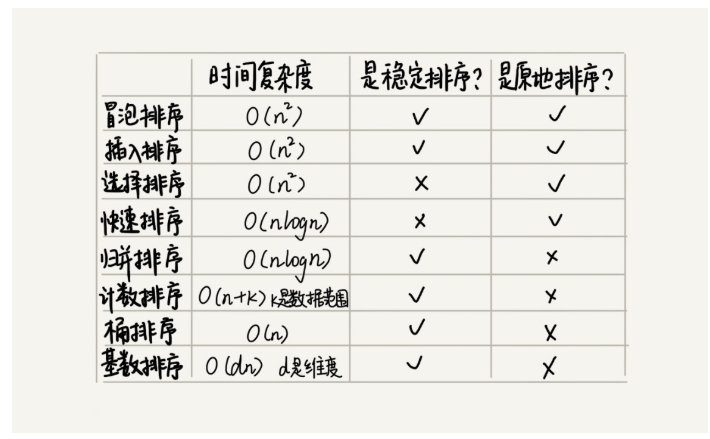 时间复杂度 是稳定排序? 是原地排序?
冒泡排序 O(n²) ✓ ✓
插入排序 O(n²) ✓ ✓
选择排序 O(n²) × ✓
快速排序 O(nlogn) × ✓
归并排序 O(nlogn) ✓ ×
计数排序 O(n+k) k是数据范围 ✓ ×
桶排序 O(n) ✓ ×
基数排序 O(dn) d是维度 ✓ ×